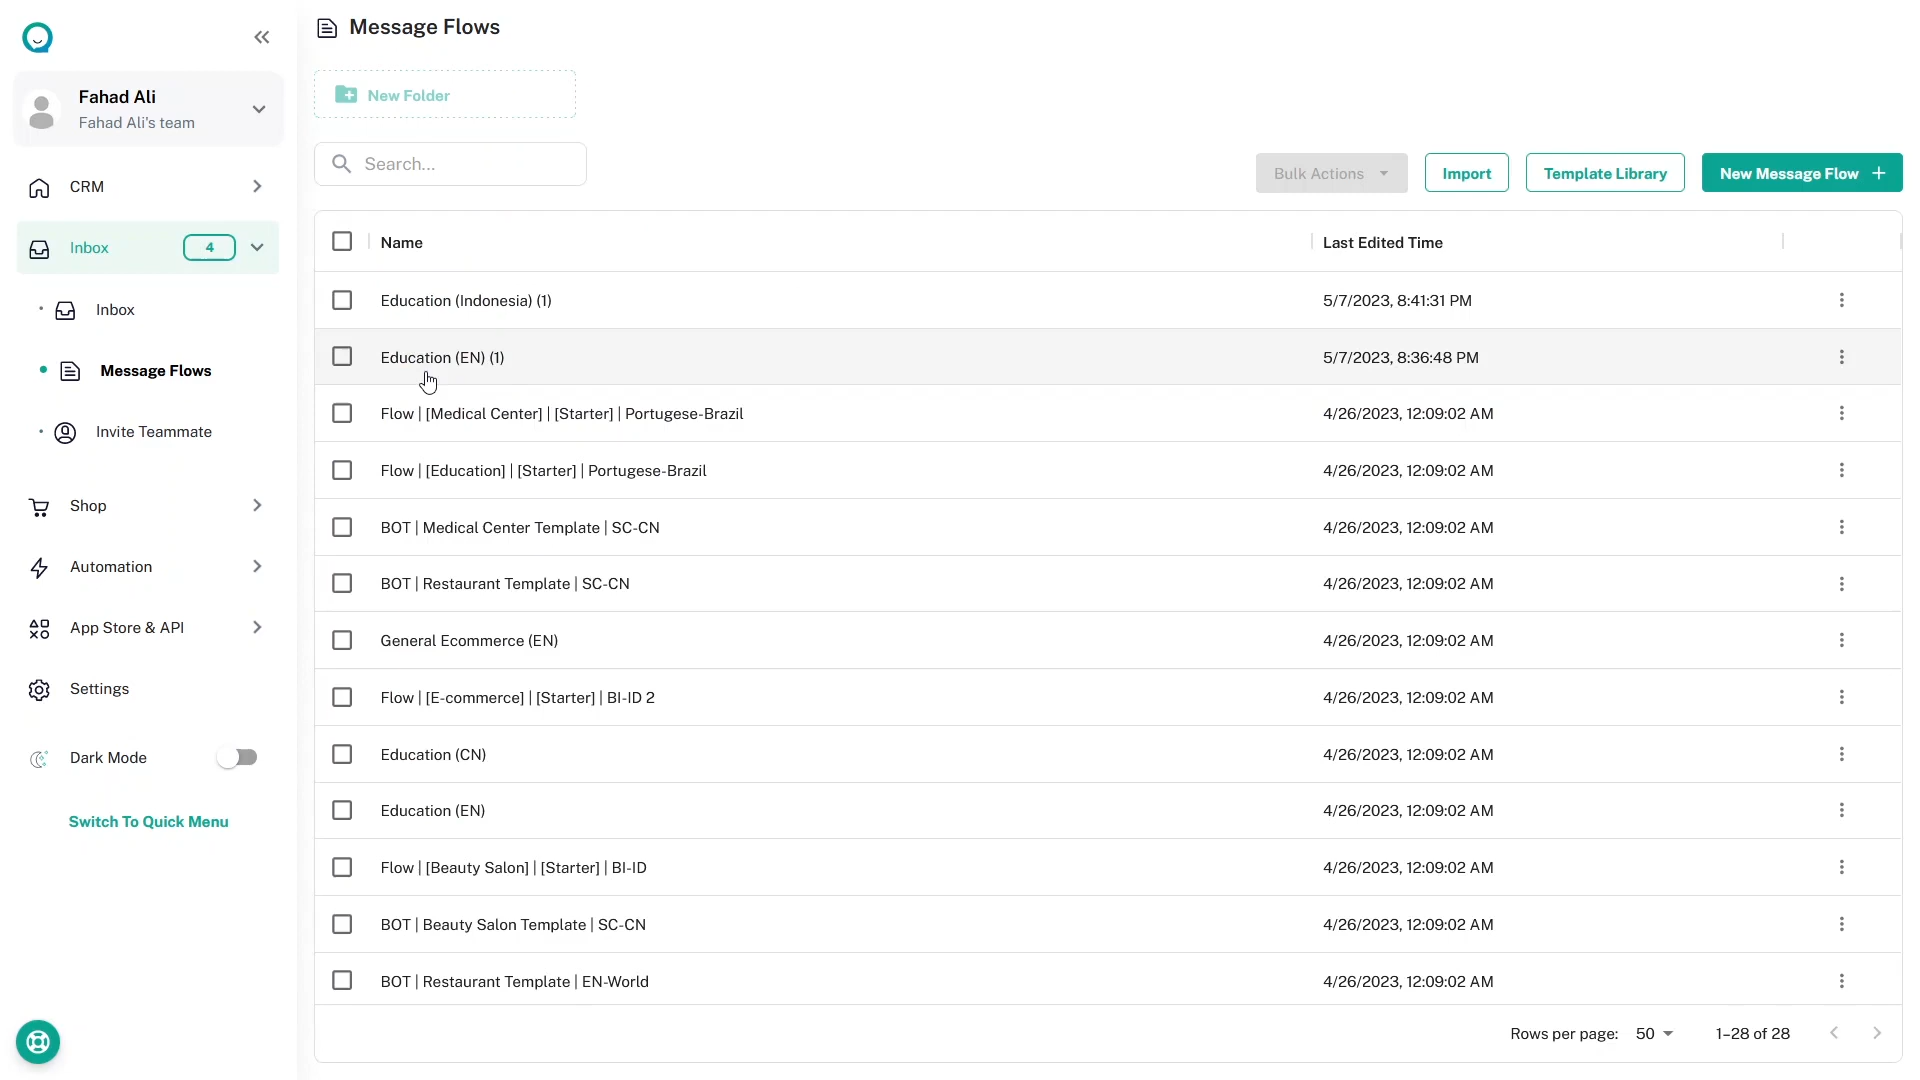 Message Flows
Fahad Ali
Fahad Ali's team
New Folder
Search...
Bulk Actions
Import
Template Library
New Message Flow
CRM
Inbox 4
Inbox
Message Flows
Invite Teammate
Shop
Automation
App Store & API
Settings
Dark Mode
Switch To Quick Menu
Name Last Edited Time
Education (Indonesia) (1) 5/7/2023, 8:41:31 PM
Education (EN) (1) 5/7/2023, 8:36:48 PM
Flow | [Medical Center] | [Starter] | Portugese-Brazil 4/26/2023, 12:09:02 AM
Flow | [Education] | [Starter] | Portugese-Brazil 4/26/2023, 12:09:02 AM
BOT | Medical Center Template | SC-CN 4/26/2023, 12:09:02 AM
BOT | Restaurant Template | SC-CN 4/26/2023, 12:09:02 AM
General Ecommerce (EN) 4/26/2023, 12:09:02 AM
Flow | [E-commerce] | [Starter] | BI-ID 2 4/26/2023, 12:09:02 AM
Education (CN) 4/26/2023, 12:09:02 AM
Education (EN) 4/26/2023, 12:09:02 AM
Flow | [Beauty Salon] | [Starter] | BI-ID 4/26/2023, 12:09:02 AM
BOT | Beauty Salon Template | SC-CN 4/26/2023, 12:09:02 AM
BOT | Restaurant Template | EN-World 4/26/2023, 12:09:02 AM
Rows per page: 50 1–28 of 28